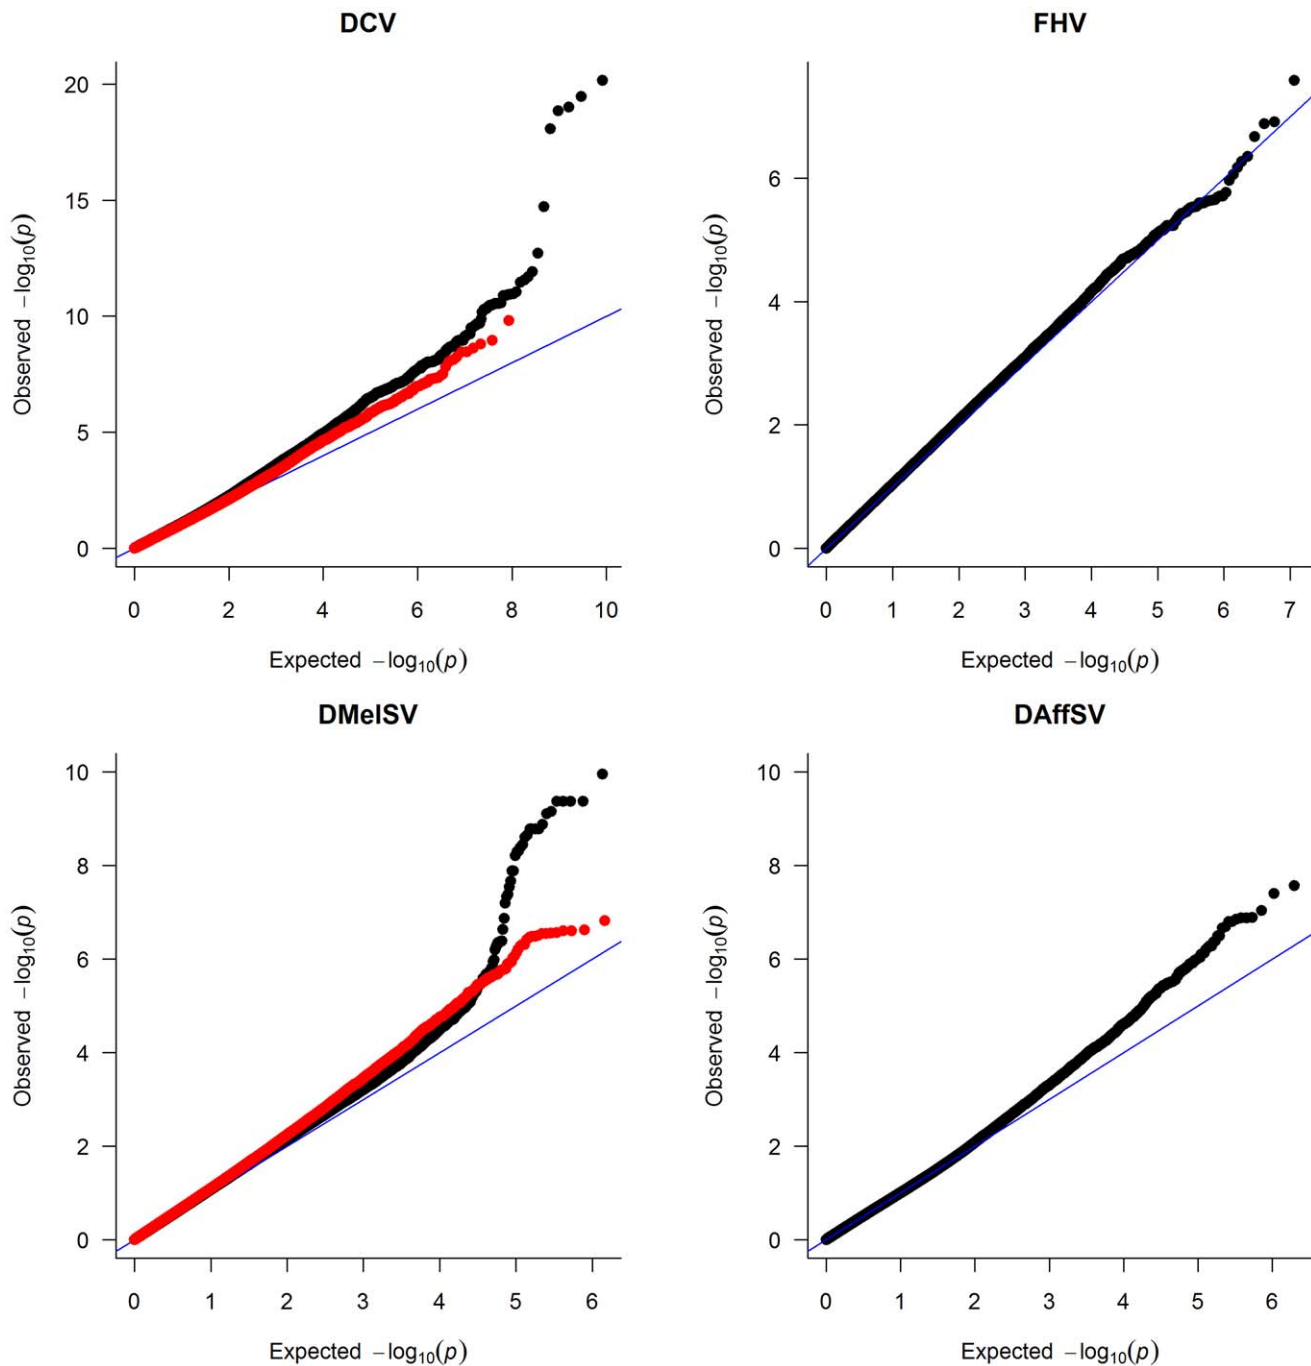 DCV
Observed −log₁₀(p)
20
15
10
5
0
0 2 4 6 8 10
Expected −log₁₀(p)
FHV
Observed −log₁₀(p)
6
4
2
0
0 1 2 3 4 5 6 7
Expected −log₁₀(p)
DMelSV
Observed −log₁₀(p)
10
8
6
4
2
0
0 1 2 3 4 5 6
Expected −log₁₀(p)
DAffSV
Observed −log₁₀(p)
10
8
6
4
2
0
0 1 2 3 4 5 6
Expected −log₁₀(p)